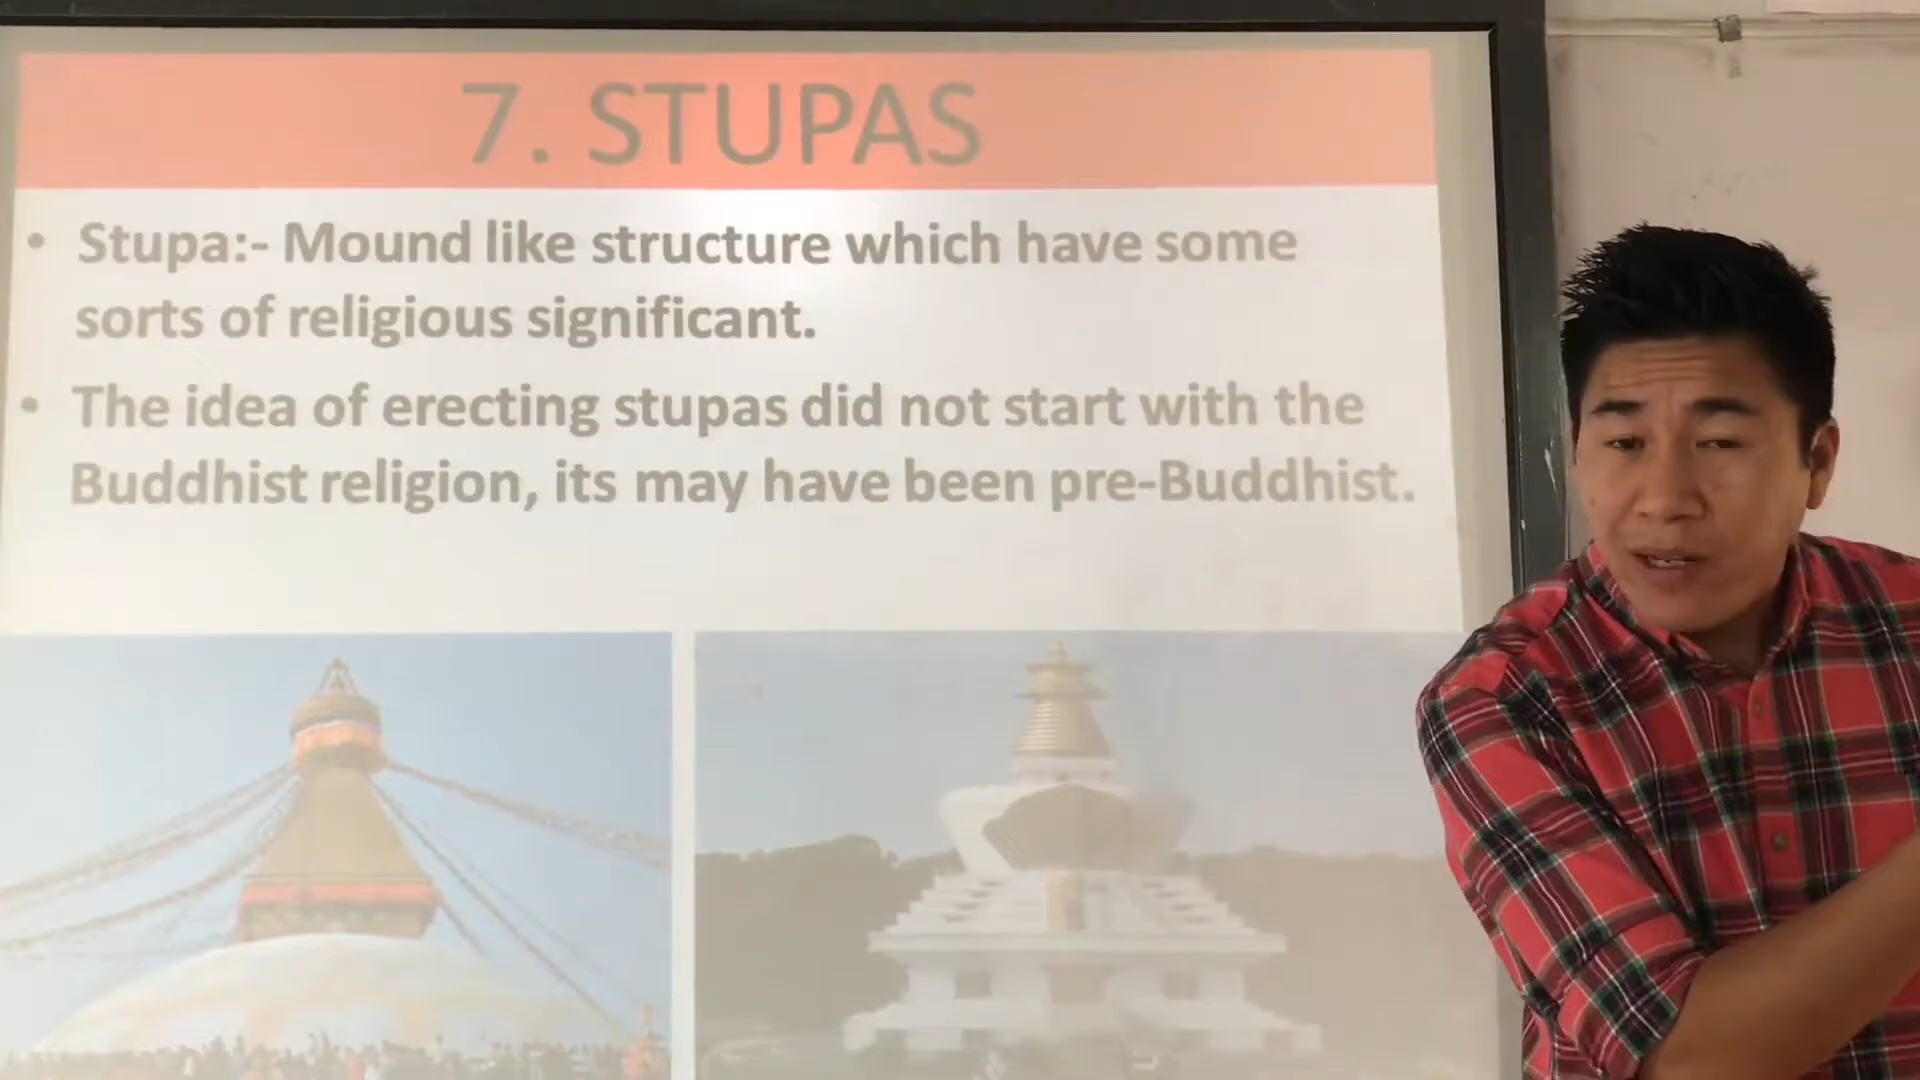 7. STUPAS
• Stupa:- Mound like structure which have some
sorts of religious significant.
• The idea of erecting stupas did not start with the
Buddhist religion, its may have been pre-Buddhist.